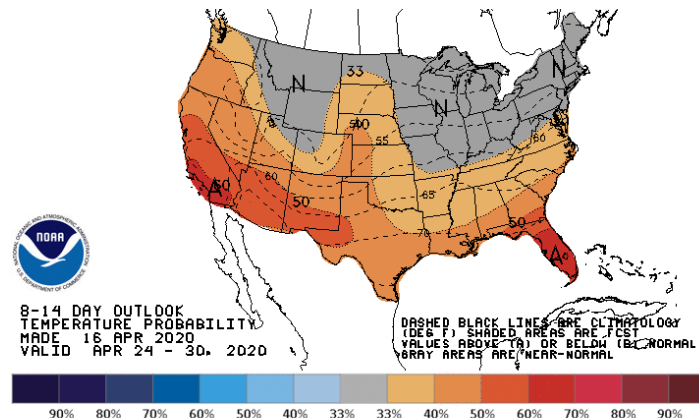 N
33
N
N
50
55
60
60
A
60
50
65
70
50
A
NATIONAL OCEANIC AND ATMOSPHERIC ADMINISTRATION
NOAA
U.S. DEPARTMENT OF COMMERCE
8-14 DAY OUTLOOK
TEMPERATURE PROBABILITY
MADE 16 APR 2020
VALID APR 24 - 30, 2020
DASHED BLACK LINES ARE CLIMATOLOGY
(DEG F) SHADED AREAS ARE FCST
VALUES ABOVE (A) OR BELOW (B) NORMAL
GRAY AREAS ARE NEAR-NORMAL
90% 80% 70% 60% 50% 40% 33% 33% 40% 50% 60% 70% 80% 90%